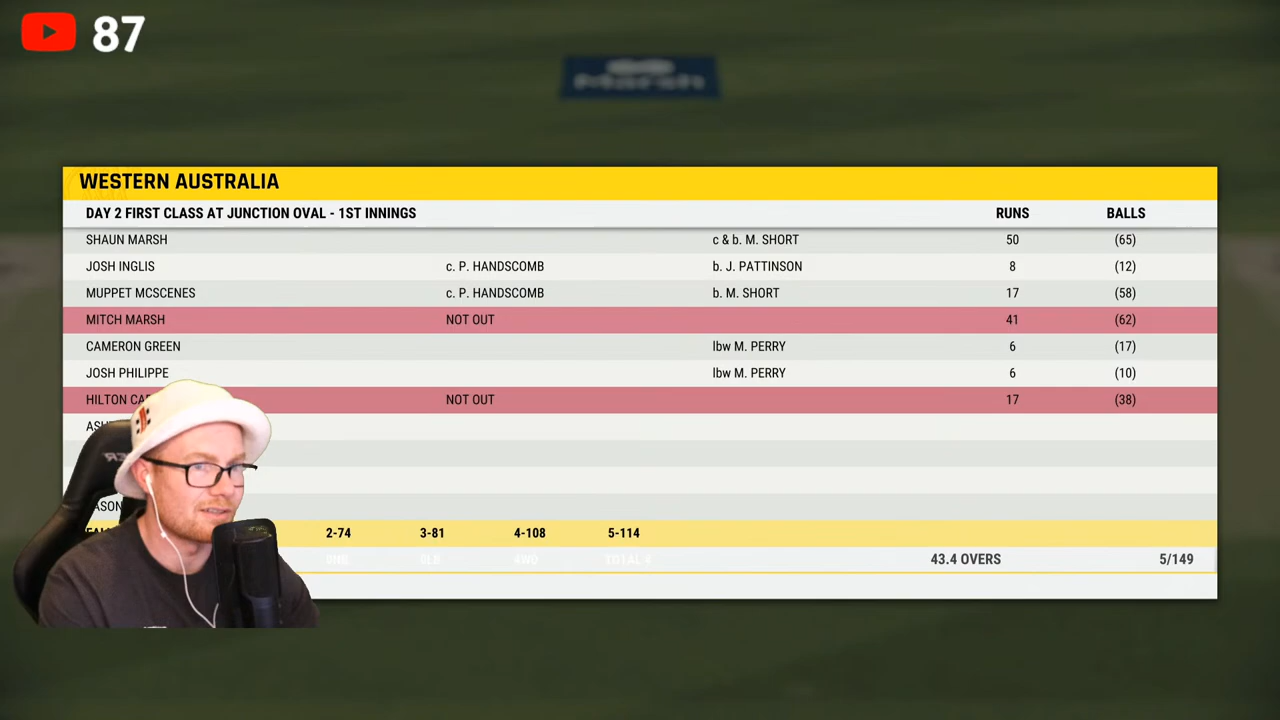 87
Marsh
WESTERN AUSTRALIA
DAY 2 FIRST CLASS AT JUNCTION OVAL - 1ST INNINGS RUNS BALLS
SHAUN MARSH c & b. M. SHORT 50 (65)
JOSH INGLIS c. P. HANDSCOMB b. J. PATTINSON 8 (12)
MUPPET MCSCENES c. P. HANDSCOMB b. M. SHORT 17 (58)
MITCH MARSH NOT OUT 41 (62)
CAMERON GREEN lbw M. PERRY 6 (17)
JOSH PHILIPPE lbw M. PERRY 6 (10)
HILTON NOT OUT 17 (38)
2-74 3-81 4-108 5-114
43.4 OVERS 5/149